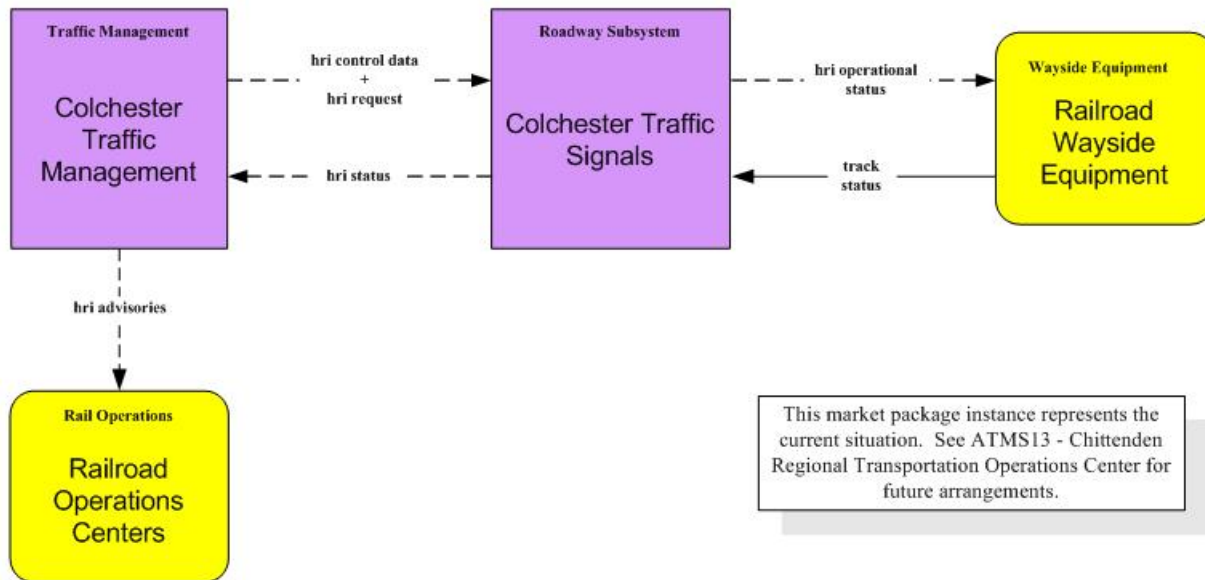 Traffic Management
Colchester
Traffic
Management
hri control data
+
hri request
hri status
Roadway Subsystem
Colchester Traffic
Signals
hri operational
status
track
status
Wayside Equipment
Railroad
Wayside
Equipment
hri advisories
Rail Operations
Railroad
Operations
Centers
This market package instance represents the
current situation. See ATMS13 - Chittenden
Regional Transportation Operations Center for
future arrangements.